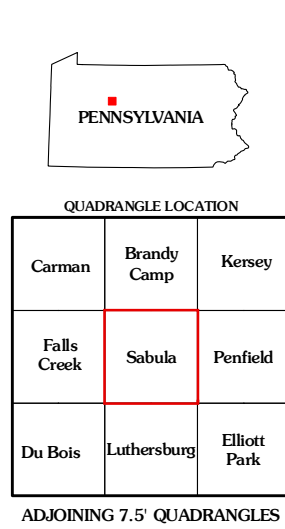 PENNSYLVANIA
QUADRANGLE LOCATION
Carman
Brandy
Camp
Kersey
Falls
Creek
Sabula
Penfield
Du Bois
Luthersburg
Elliott
Park
ADJOINING 7.5' QUADRANGLES